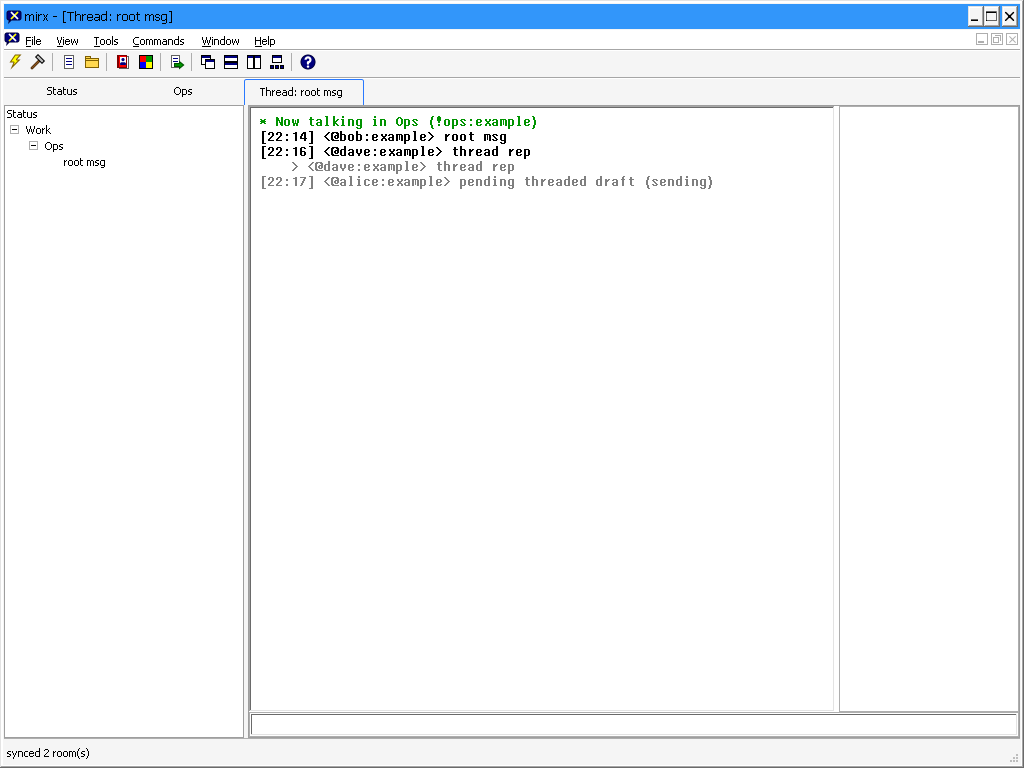 mirx - [Thread: root msg]
File View Tools Commands Window Help
Status Ops Thread: root msg
Status
Work
Ops
root msg
* Now talking in Ops (!ops:example)
[22:14] <@bob:example> root msg
[22:16] <@dave:example> thread rep
> <@dave:example> thread rep
[22:17] <@alice:example> pending threaded draft (sending)
synced 2 room(s)